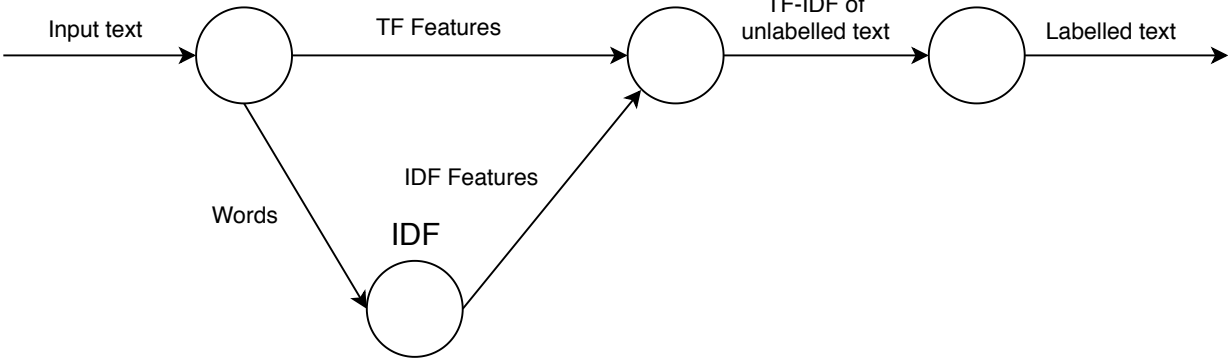 Input text
TF Features
TF-IDF of
unlabelled text
Labelled text
IDF Features
Words
IDF